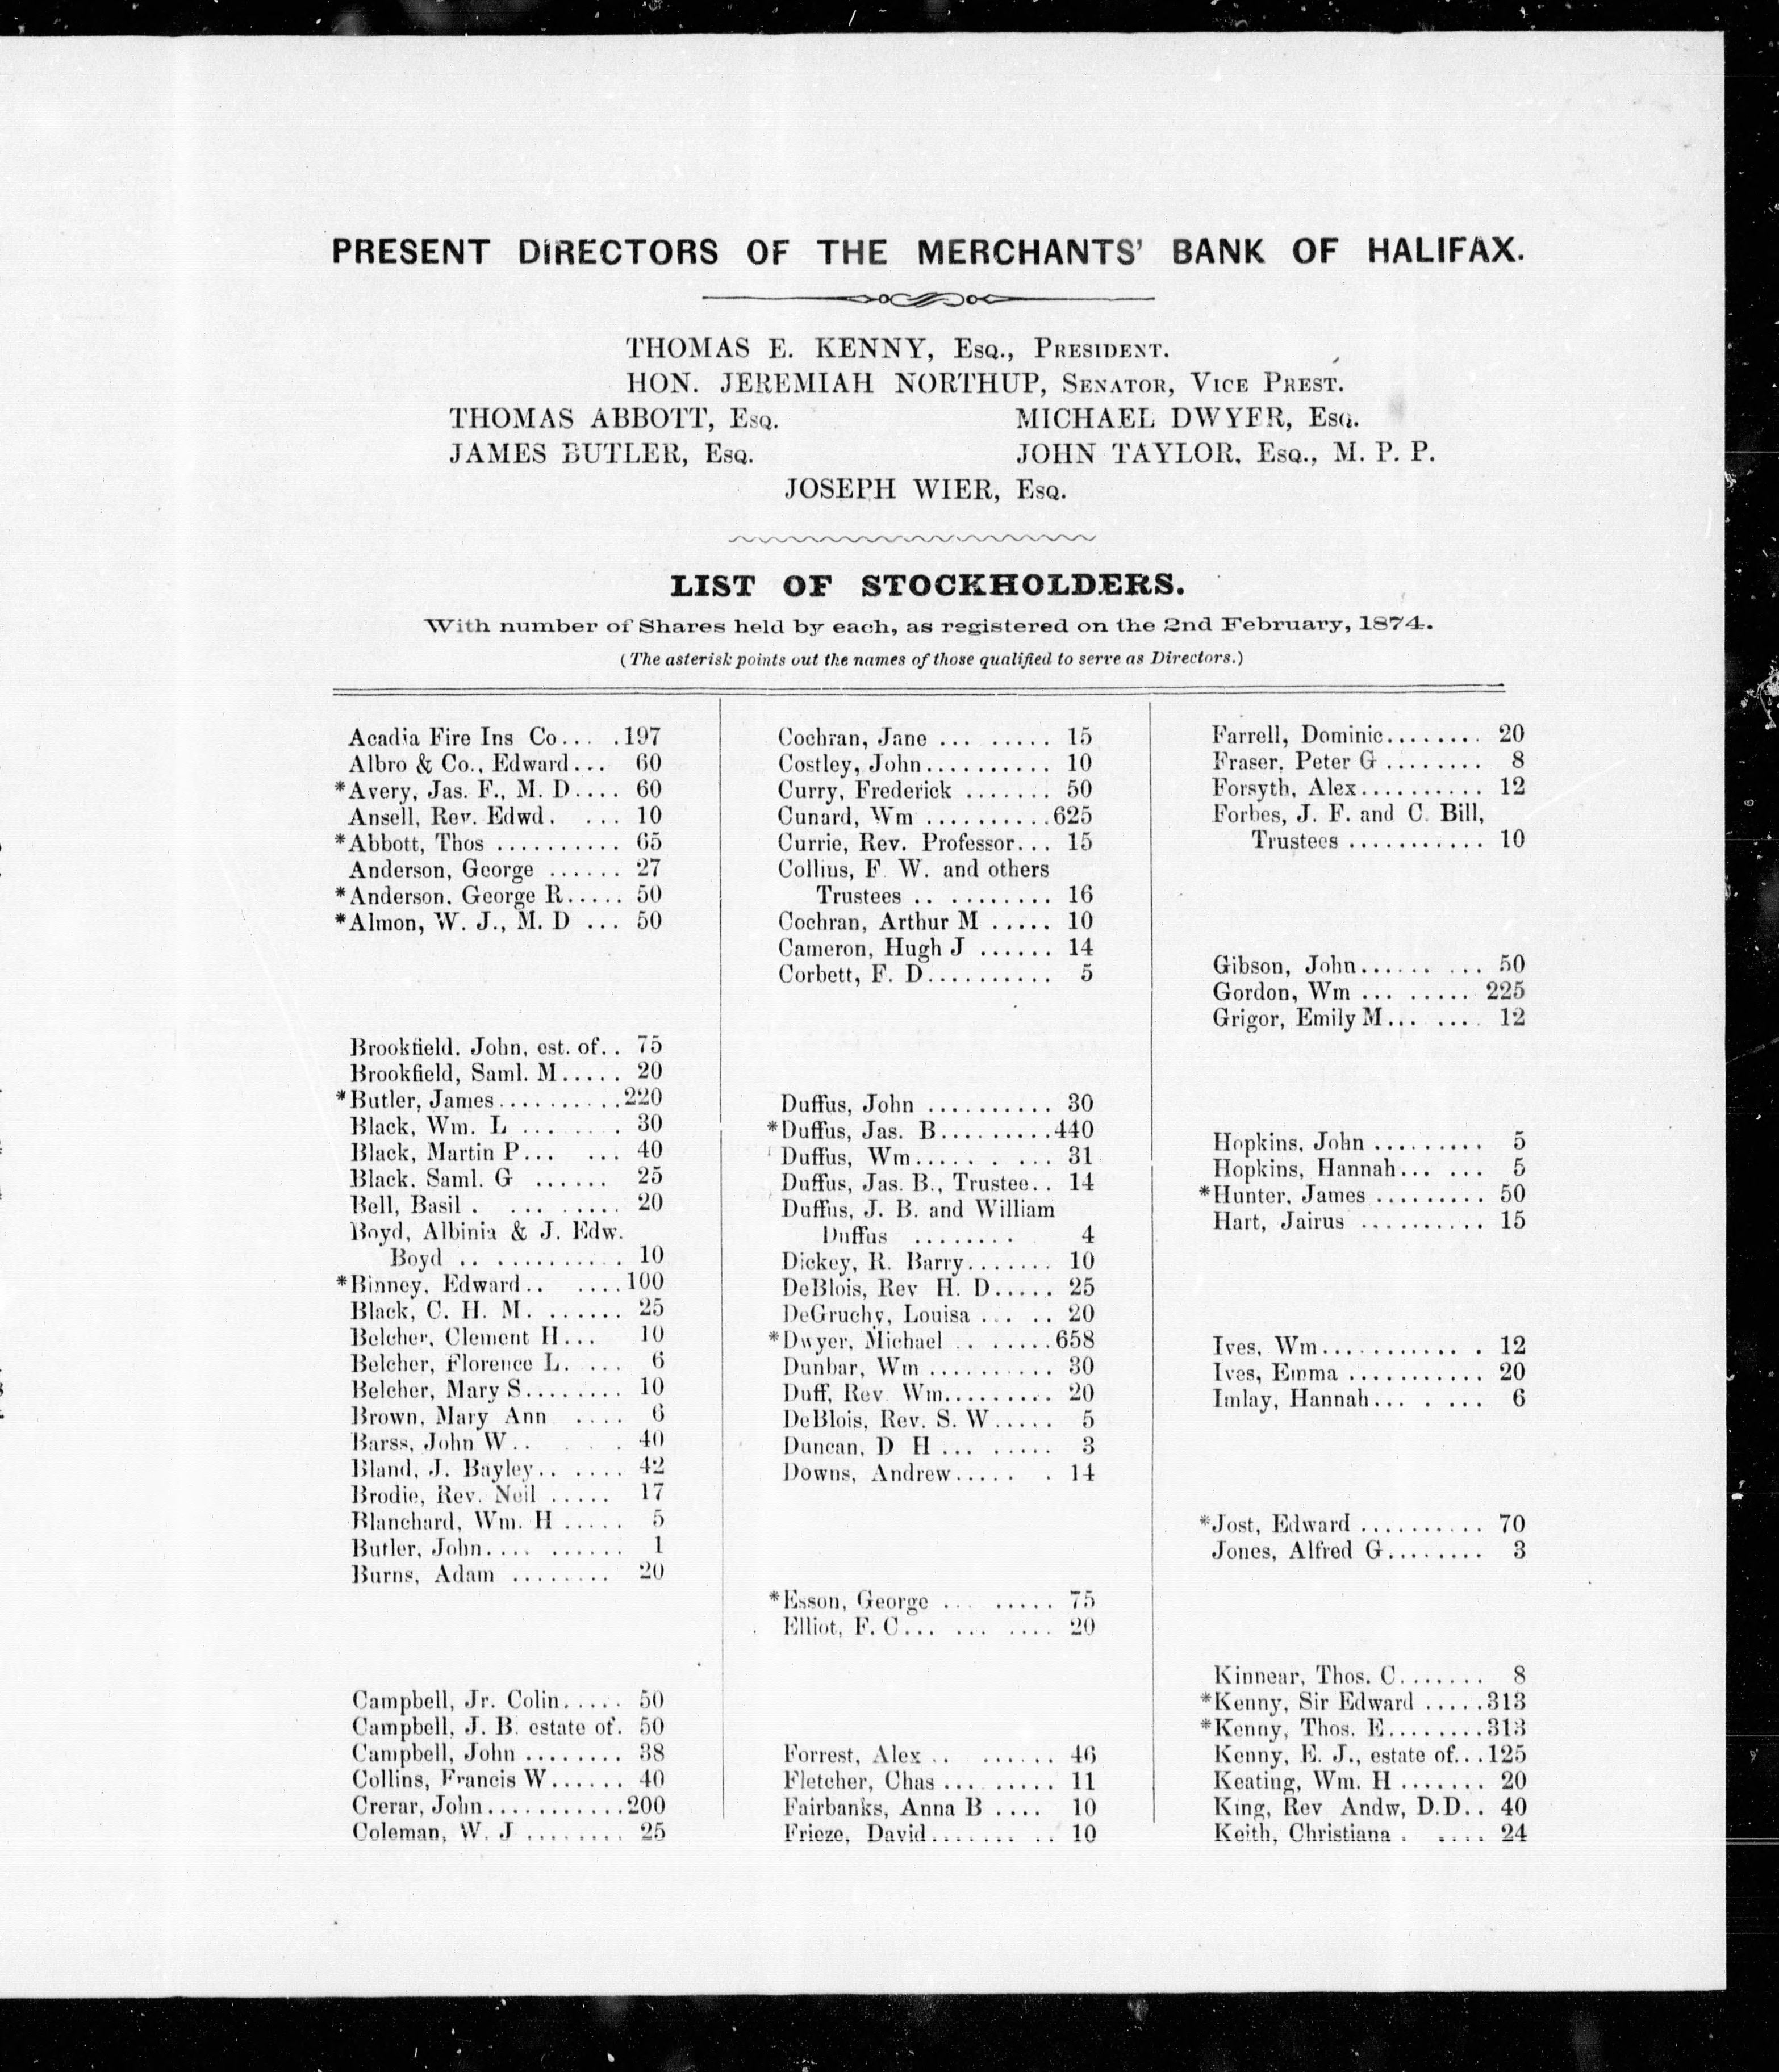 PRESENT DIRECTORS OF THE MERCHANTS' BANK OF HALIFAX.
THOMAS E. KENNY, Esq., President.
HON. JEREMIAH NORTHUP, Senator, Vice Prest.
THOMAS ABBOTT, Esq. MICHAEL DWYER, Esq.
JAMES BUTLER, Esq. JOHN TAYLOR, Esq., M. P. P.
JOSEPH WIER, Esq.
LIST OF STOCKHOLDERS.
With number of Shares held by each, as registered on the 2nd February, 1874.
(The asterisk points out the names of those qualified to serve as Directors.)
Acadia Fire Ins Co.... .197
Albro & Co., Edward... 60
*Avery, Jas. F., M. D.... 60
Ansell, Rev. Edwd. ... 10
*Abbott, Thos .......... 65
Anderson, George ...... 27
*Anderson, George R..... 50
*Almon, W. J., M. D ... 50
Brookfield. John, est. of.. 75
Brookfield, Saml. M..... 20
*Butler, James..........220
Black, Wm. L ... .... 30
Black, Martin P... ... 40
Black. Saml. G ...... 25
Bell, Basil . ... ..... 20
Boyd, Albinia & J. Edw.
Boyd .. .......... 10
*Binney, Edward.. ....100
Black, C. H. M. ...... 25
Belcher, Clement H... 10
Belcher, Florence L. .... 6
Belcher, Mary S........ 10
Brown, Mary Ann .... 6
Barss, John W.. . . . 40
Bland, J. Bayley.. .... 42
Brodie, Rev. Neil ..... 17
Blanchard, Wm. H ..... 5
Butler, John.... ...... 1
Burns, Adam ........ 20
Campbell, Jr. Colin..... 50
Campbell, J. B. estate of. 50
Campbell, John ........ 38
Collins, Francis W...... 40
Crerar, John...........200
Coleman, W. J ........ 25
Cochran, Jane ... ..... 15
Costley, John.......... 10
Curry, Frederick ....... 50
Cunard, Wm ..........625
Currie, Rev. Professor... 15
Collins, F W. and others
Trustees .. ........ 16
Cochran, Arthur M ..... 10
Cameron, Hugh J ...... 14
Corbett, F. D.......... 5
Duffus, John .......... 30
*Duffus, Jas. B.........440
Duffus, Wm..... . ... 31
Duffus, Jas. B., Trustee.. 14
Duffus, J. B. and William
Duffus ........ 4
Dickey, R. Barry....... 10
DeBlois, Rev H. D..... 25
DeGruchy, Louisa ... .. 20
*Dwyer, Michael .. ......658
Dunbar, Wm .......... 30
Duff, Rev. Wm......... 20
DeBlois, Rev. S. W..... 5
Duncan, D H ... ..... 3
Downs, Andrew..... . 14
*Esson, George ... ..... 75
Elliot, F. C... ... .... 20
Forrest, Alex .. ...... 46
Fletcher, Chas ... ..... 11
Fairbanks, Anna B .... 10
Frieze, David....... .. 10
Farrell, Dominic........ 20
Fraser, Peter G ........ 8
Forsyth, Alex.......... 12
Forbes, J. F. and C. Bill,
Trustees ........... 10
Gibson, John..... ... 50
Gordon, Wm ... ..... 225
Grigor, Emily M... .... 12
Hopkins, John ......... 5
Hopkins, Hannah... ... 5
*Hunter, James ......... 50
Hart, Jairus .......... 15
Ives, Wm........... . 12
Ives, Emma ........... 20
Imlay, Hannah... . ... 6
*Jost, Edward .......... 70
Jones, Alfred G........ 3
Kinnear, Thos. C....... 8
*Kenny, Sir Edward .....313
*Kenny, Thos. E........313
Kenny, E. J., estate of...125
Keating, Wm. H ....... 20
King, Rev Andw, D.D.. 40
Keith, Christiana . .... 24